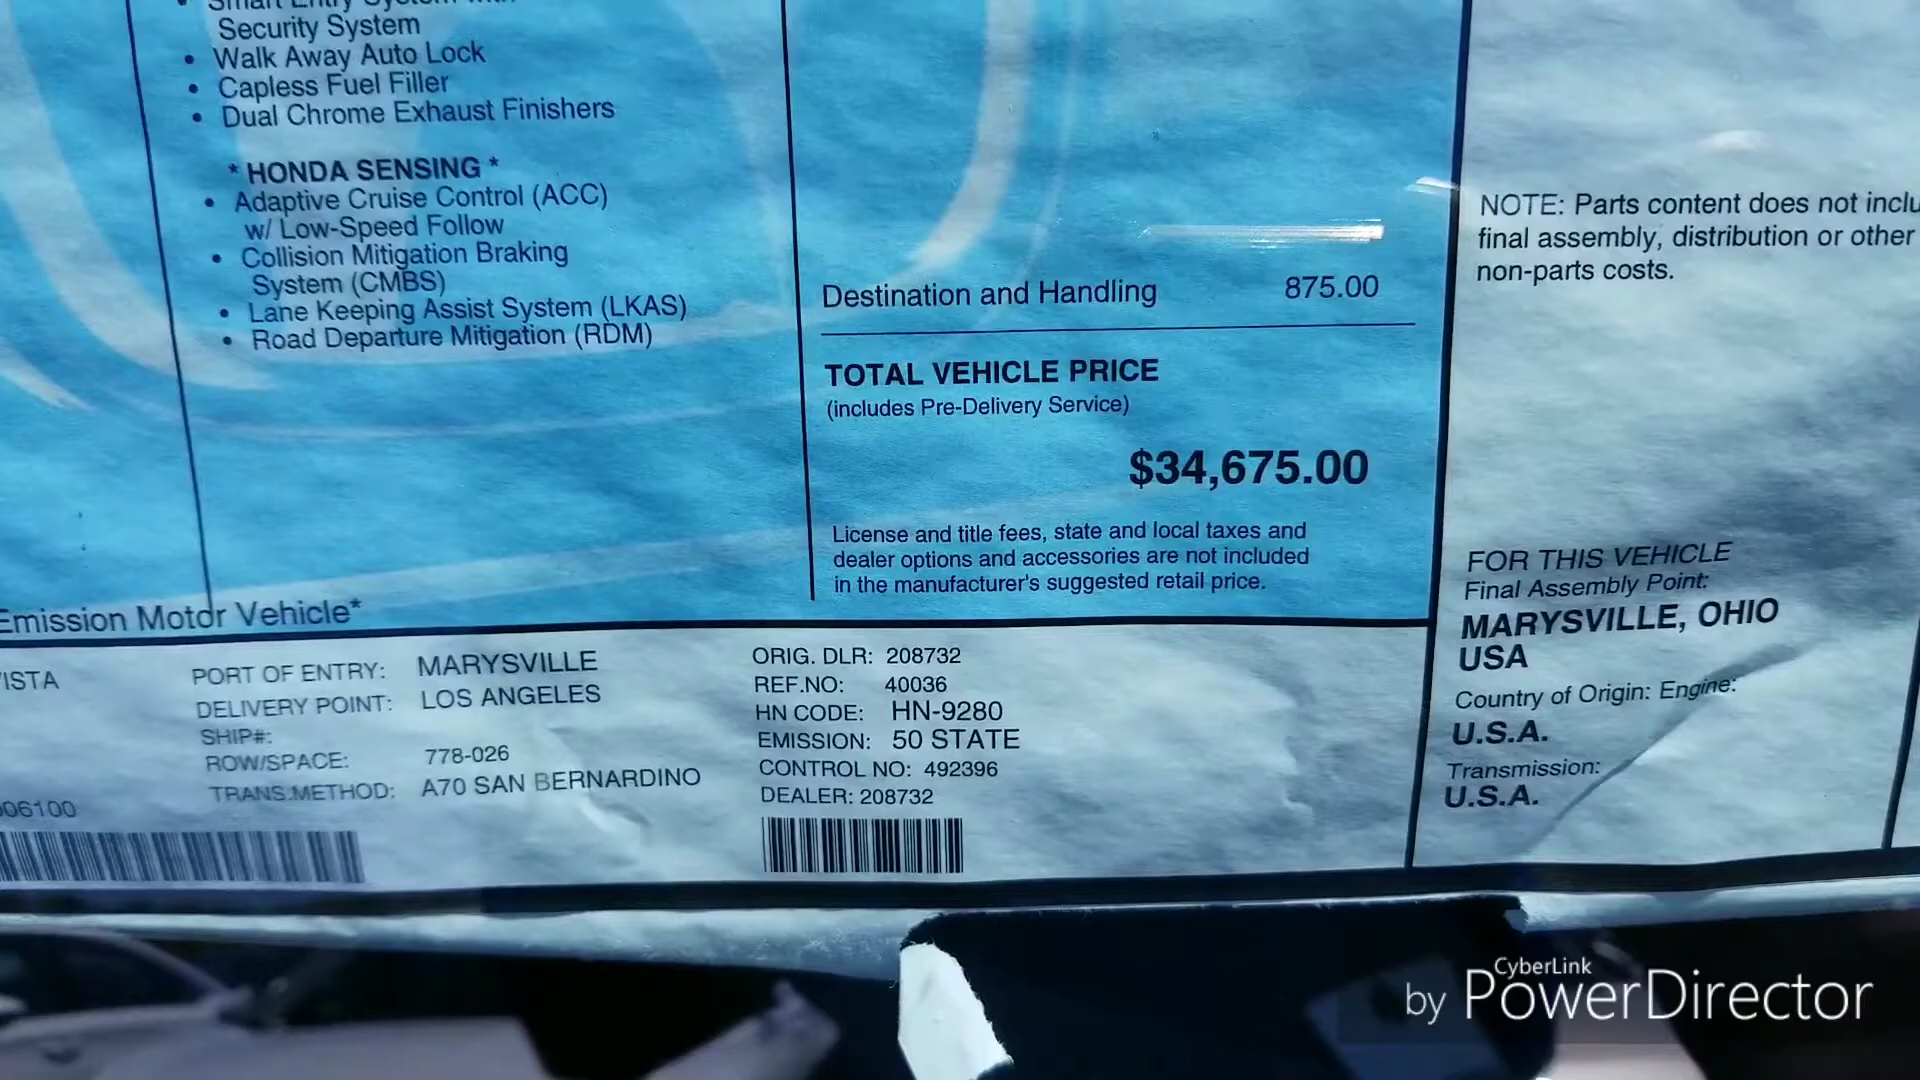 Smart Entry System with
Security System
• Walk Away Auto Lock
• Capless Fuel Filler
• Dual Chrome Exhaust Finishers
* HONDA SENSING *
• Adaptive Cruise Control (ACC)
w/ Low-Speed Follow
• Collision Mitigation Braking
System (CMBS)
• Lane Keeping Assist System (LKAS)
• Road Departure Mitigation (RDM)
Emission Motor Vehicle*
Destination and Handling 875.00
TOTAL VEHICLE PRICE
(includes Pre-Delivery Service)
$34,675.00
License and title fees, state and local taxes and
dealer options and accessories are not included
in the manufacturer's suggested retail price.
NOTE: Parts content does not inclu
final assembly, distribution or other
non-parts costs.
FOR THIS VEHICLE
Final Assembly Point:
MARYSVILLE, OHIO
USA
Country of Origin: Engine:
U.S.A.
Transmission:
U.S.A.
ISTA
06100
PORT OF ENTRY: MARYSVILLE
DELIVERY POINT: LOS ANGELES
SHIP#:
ROW/SPACE: 778-026
TRANS.METHOD: A70 SAN BERNARDINO
ORIG. DLR: 208732
REF.NO: 40036
HN CODE: HN-9280
EMISSION: 50 STATE
CONTROL NO: 492396
DEALER: 208732
CyberLink
by PowerDirector